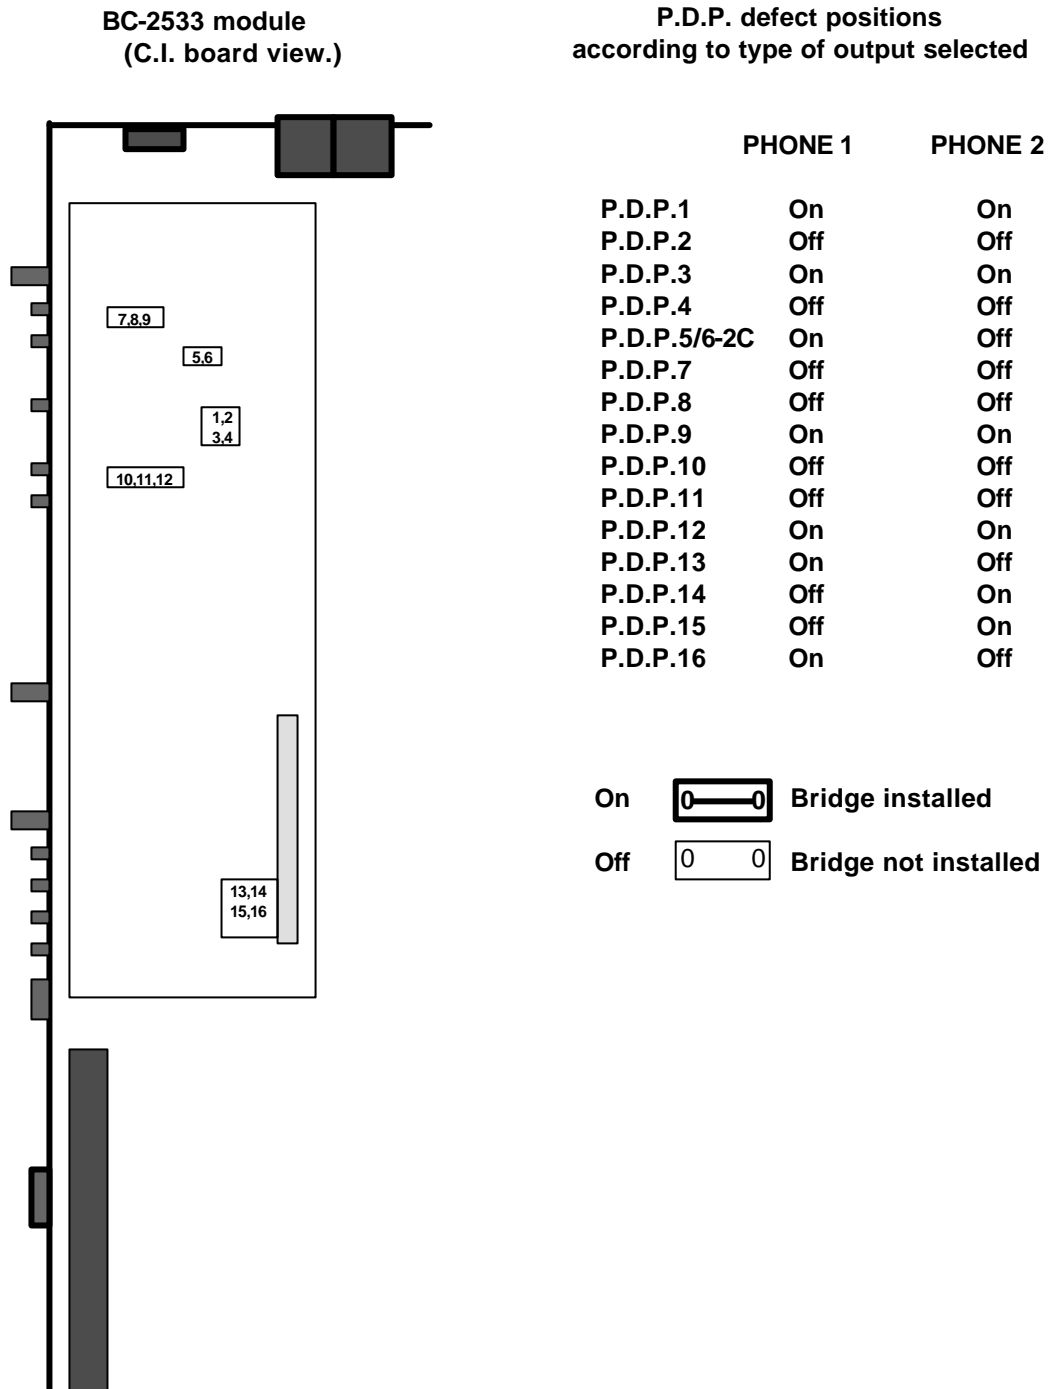 BC-2533 module
(C.I. board view.)
7,8,9
5,6
1,2
3,4
10,11,12
13,14
15,16
P.D.P. defect positions
according to type of output selected
PHONE 1 PHONE 2
P.D.P.1 On On
P.D.P.2 Off Off
P.D.P.3 On On
P.D.P.4 Off Off
P.D.P.5/6-2C On Off
P.D.P.7 Off Off
P.D.P.8 Off Off
P.D.P.9 On On
P.D.P.10 Off Off
P.D.P.11 Off Off
P.D.P.12 On On
P.D.P.13 On Off
P.D.P.14 Off On
P.D.P.15 Off On
P.D.P.16 On Off
On 0 0 Bridge installed
Off 0 0 Bridge not installed